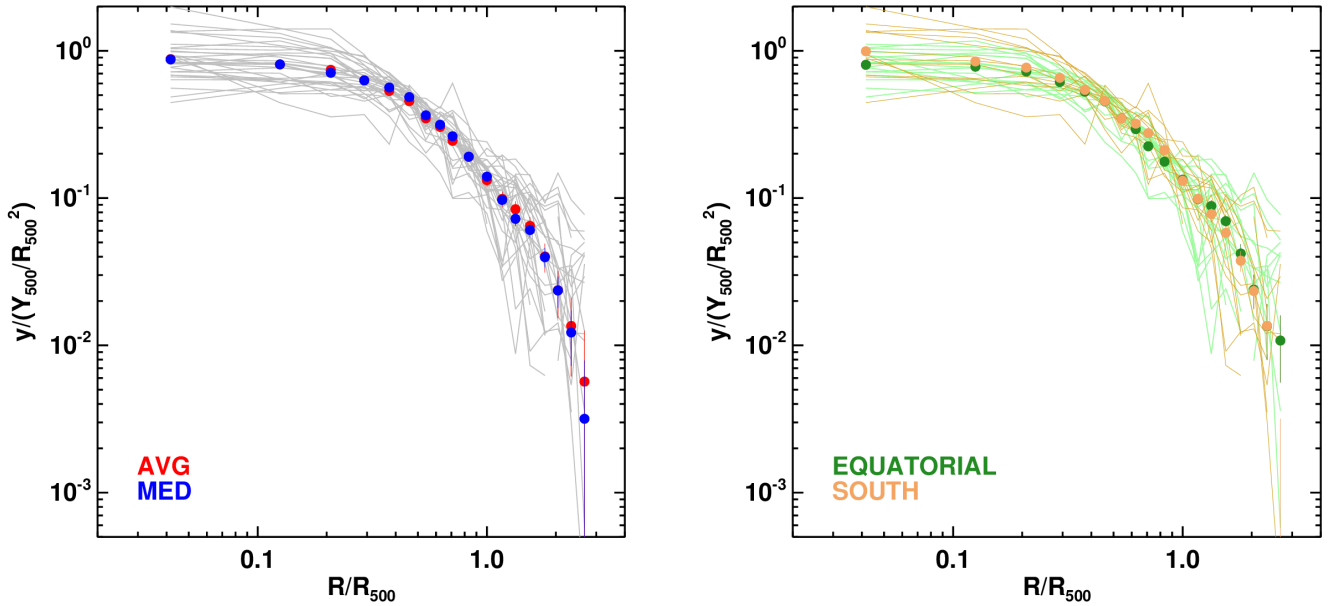 10⁰
10⁻¹
10⁻²
10⁻³
y/(Y₅₀₀/R₅₀₀²)
AVG
MED
0.1 1.0
R/R₅₀₀
10⁰
10⁻¹
10⁻²
10⁻³
y/(Y₅₀₀/R₅₀₀²)
EQUATORIAL
SOUTH
0.1 1.0
R/R₅₀₀